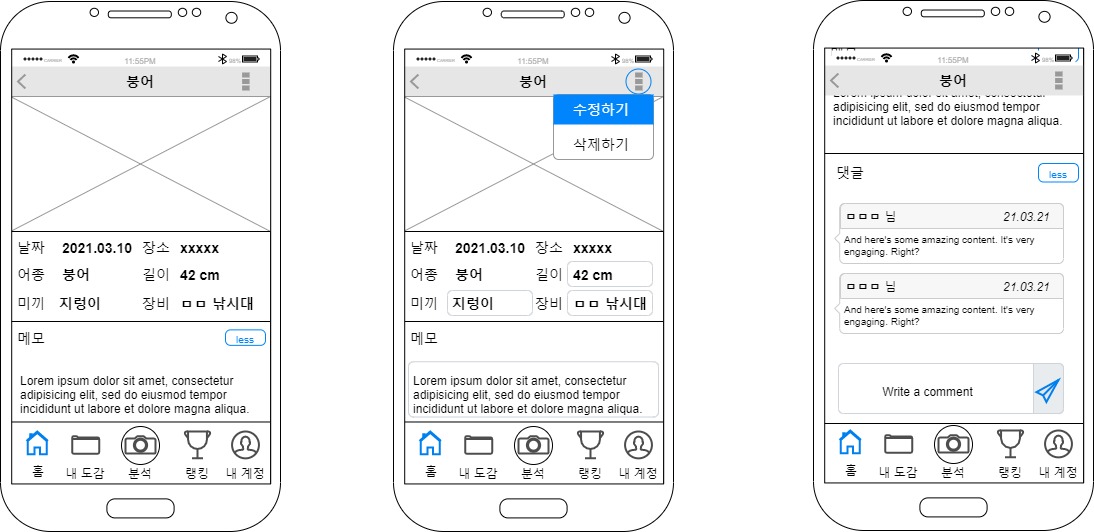 CARRIER 11:55PM 98%
붕어
날짜 2021.03.10 장소 xxxxx
어종 붕어 길이 42 cm
미끼 지렁이 장비 ㅁㅁ 낚시대
메모 less
Lorem ipsum dolor sit amet, consectetur
adipisicing elit, sed do eiusmod tempor
incididunt ut labore et dolore magna aliqua.
홈 내 도감 분석 랭킹 내 계정
CARRIER 11:55PM 98%
붕어
수정하기
삭제하기
날짜 2021.03.10 장소 xxxxx
어종 붕어 길이 42 cm
미끼 지렁이 장비 ㅁㅁ 낚시대
메모
Lorem ipsum dolor sit amet, consectetur
adipisicing elit, sed do eiusmod tempor
incididunt ut labore et dolore magna aliqua.
홈 내 도감 분석 랭킹 내 계정
CARRIER 11:55PM 98%
붕어
Lorem ipsum dolor sit amet, consectetur
adipisicing elit, sed do eiusmod tempor
incididunt ut labore et dolore magna aliqua.
댓글 less
ㅁㅁㅁ 님 21.03.21
And here's some amazing content. It's very
engaging. Right?
ㅁㅁㅁ 님 21.03.21
And here's some amazing content. It's very
engaging. Right?
Write a comment
홈 내 도감 분석 랭킹 내 계정